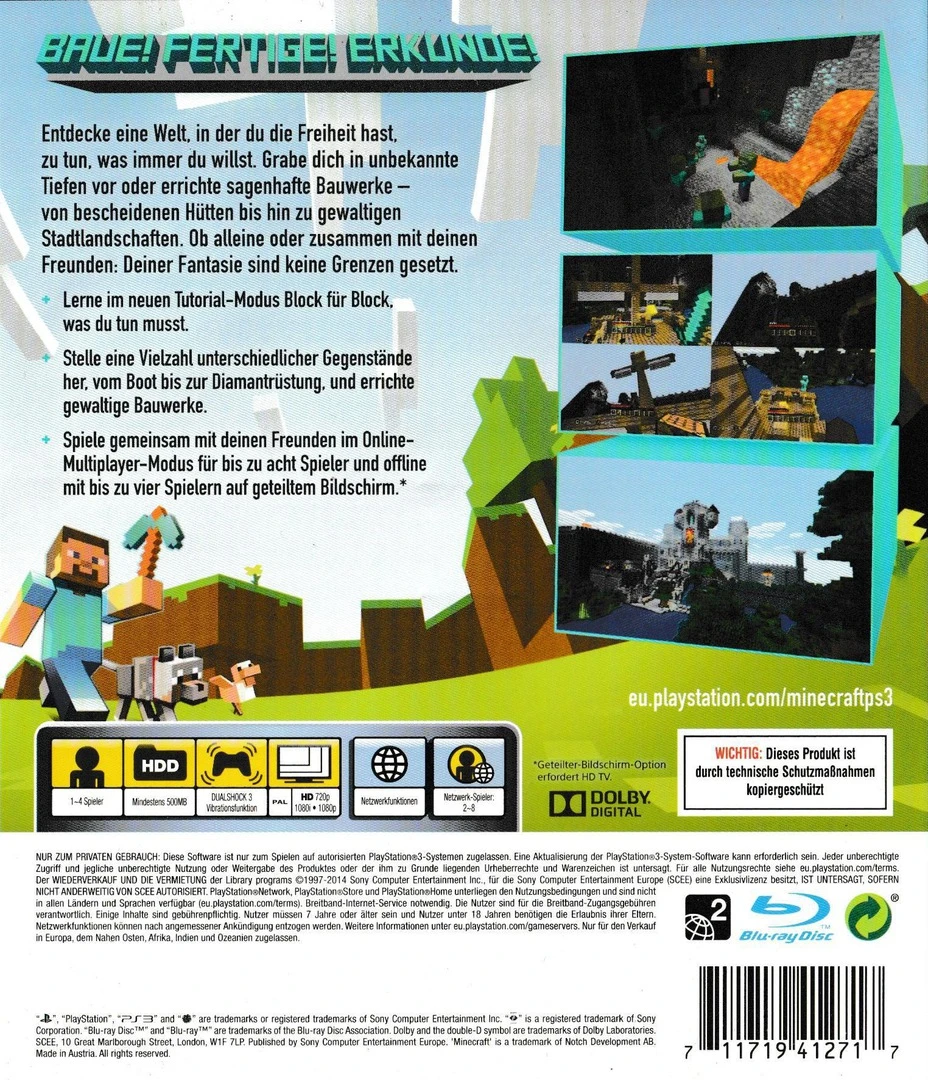 BAUE! FERTIGE! ERKUNDE!
Entdecke eine Welt, in der du die Freiheit hast,
zu tun, was immer du willst. Grabe dich in unbekannte
Tiefen vor oder errichte sagenhafte Bauwerke –
von bescheidenen Hütten bis hin zu gewaltigen
Stadtlandschaften. Ob alleine oder zusammen mit deinen
Freunden: Deiner Fantasie sind keine Grenzen gesetzt.
+ Lerne im neuen Tutorial-Modus Block für Block,
was du tun musst.
+ Stelle eine Vielzahl unterschiedlicher Gegenstände
her, vom Boot bis zur Diamantrüstung, und errichte
gewaltige Bauwerke.
+ Spiele gemeinsam mit deinen Freunden im Online-
Multiplayer-Modus für bis zu acht Spieler und offline
mit bis zu vier Spielern auf geteiltem Bildschirm.*
eu.playstation.com/minecraftps3
HDD
1-4 Spieler
Mindestens 500MB
DUALSHOCK 3
Vibrationsfunktion
PAL
HD 720p
1080i • 1080p
Netzwerkfunktionen
Netzwerk-Spieler:
2-8
*Geteilter-Bildschirm-Option
erfordert HD TV.
DOLBY.
DIGITAL
WICHTIG: Dieses Produkt ist
durch technische Schutzmaßnahmen
kopiergeschützt
NUR ZUM PRIVATEN GEBRAUCH: Diese Software ist nur zum Spielen auf autorisierten PlayStation®3-Systemen zugelassen. Eine Aktualisierung der PlayStation®3-System-Software kann erforderlich sein. Jeder unberechtigte
Zugriff und jegliche unberechtigte Nutzung oder Weitergabe des Produktes oder der ihm zu Grunde liegenden Urheberrechte und Warenzeichen ist untersagt. Für alle Nutzungsrechte siehe eu.playstation.com/terms.
Der WIEDERVERKAUF UND DIE VERMIETUNG der Library programs ©1997-2014 Sony Computer Entertainment Inc., für die Sony Computer Entertainment Europe (SCEE) eine Exklusivlizenz besitzt, IST UNTERSAGT, SOFERN
NICHT ANDERWEITIG VON SCEE AUTORISIERT. PlayStation®Network, PlayStation®Store und PlayStation®Home unterliegen den Nutzungsbedingungen und sind nicht
in allen Ländern und Sprachen verfügbar (eu.playstation.com/terms). Breitband-Internet-Service notwendig. Die Nutzer sind für die Breitband-Zugangsgebühren
verantwortlich. Einige Inhalte sind gebührenpflichtig. Nutzer müssen 7 Jahre oder älter sein und Nutzer unter 18 Jahren benötigen die Erlaubnis ihrer Eltern.
Netzwerkfunktionen können nach angemessener Ankündigung entzogen werden. Weitere Informationen unter eu.playstation.com/gameservers. Nur für den Verkauf
in Europa, dem Nahen Osten, Afrika, Indien und Ozeanien zugelassen.
2
Blu-ray Disc™
®
"", "PlayStation", "PS3" and "" are trademarks or registered trademarks of Sony Computer Entertainment Inc. "" is a registered trademark of Sony
Corporation. "Blu-ray Disc™" and "Blu-ray™" are trademarks of the Blu-ray Disc Association. Dolby and the double-D symbol are trademarks of Dolby Laboratories.
SCEE, 10 Great Marlborough Street, London, W1F 7LP. Published by Sony Computer Entertainment Europe. 'Minecraft' is a trademark of Notch Development AB.
Made in Austria. All rights reserved.
7 11719 41271 7